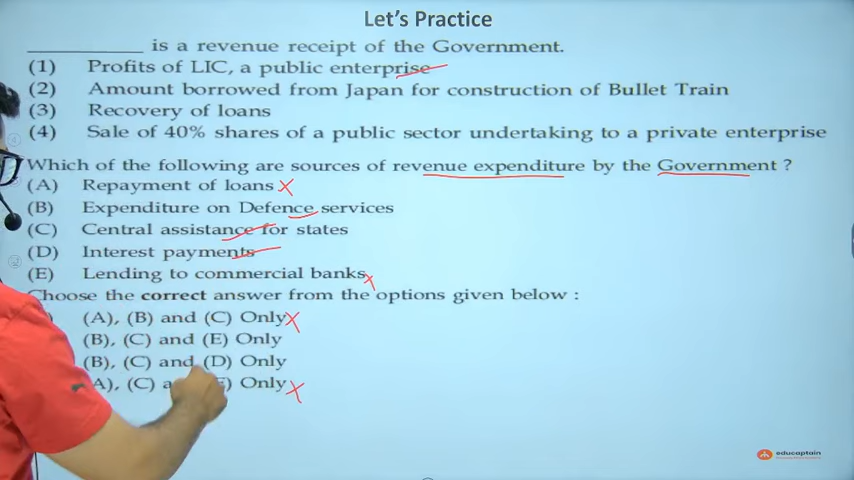 Let's Practice
____________ is a revenue receipt of the Government.
(1) Profits of LIC, a public enterprise
(2) Amount borrowed from Japan for construction of Bullet Train
(3) Recovery of loans
(4) Sale of 40% shares of a public sector undertaking to a private enterprise
Which of the following are sources of revenue expenditure by the Government ?
(A) Repayment of loans
(B) Expenditure on Defence services
(C) Central assistance for states
(D) Interest payments
(E) Lending to commercial banks
Choose the correct answer from the options given below :
(A), (B) and (C) Only
(B), (C) and (E) Only
(B), (C) and (D) Only
A), (C) a E) Only
educaptain